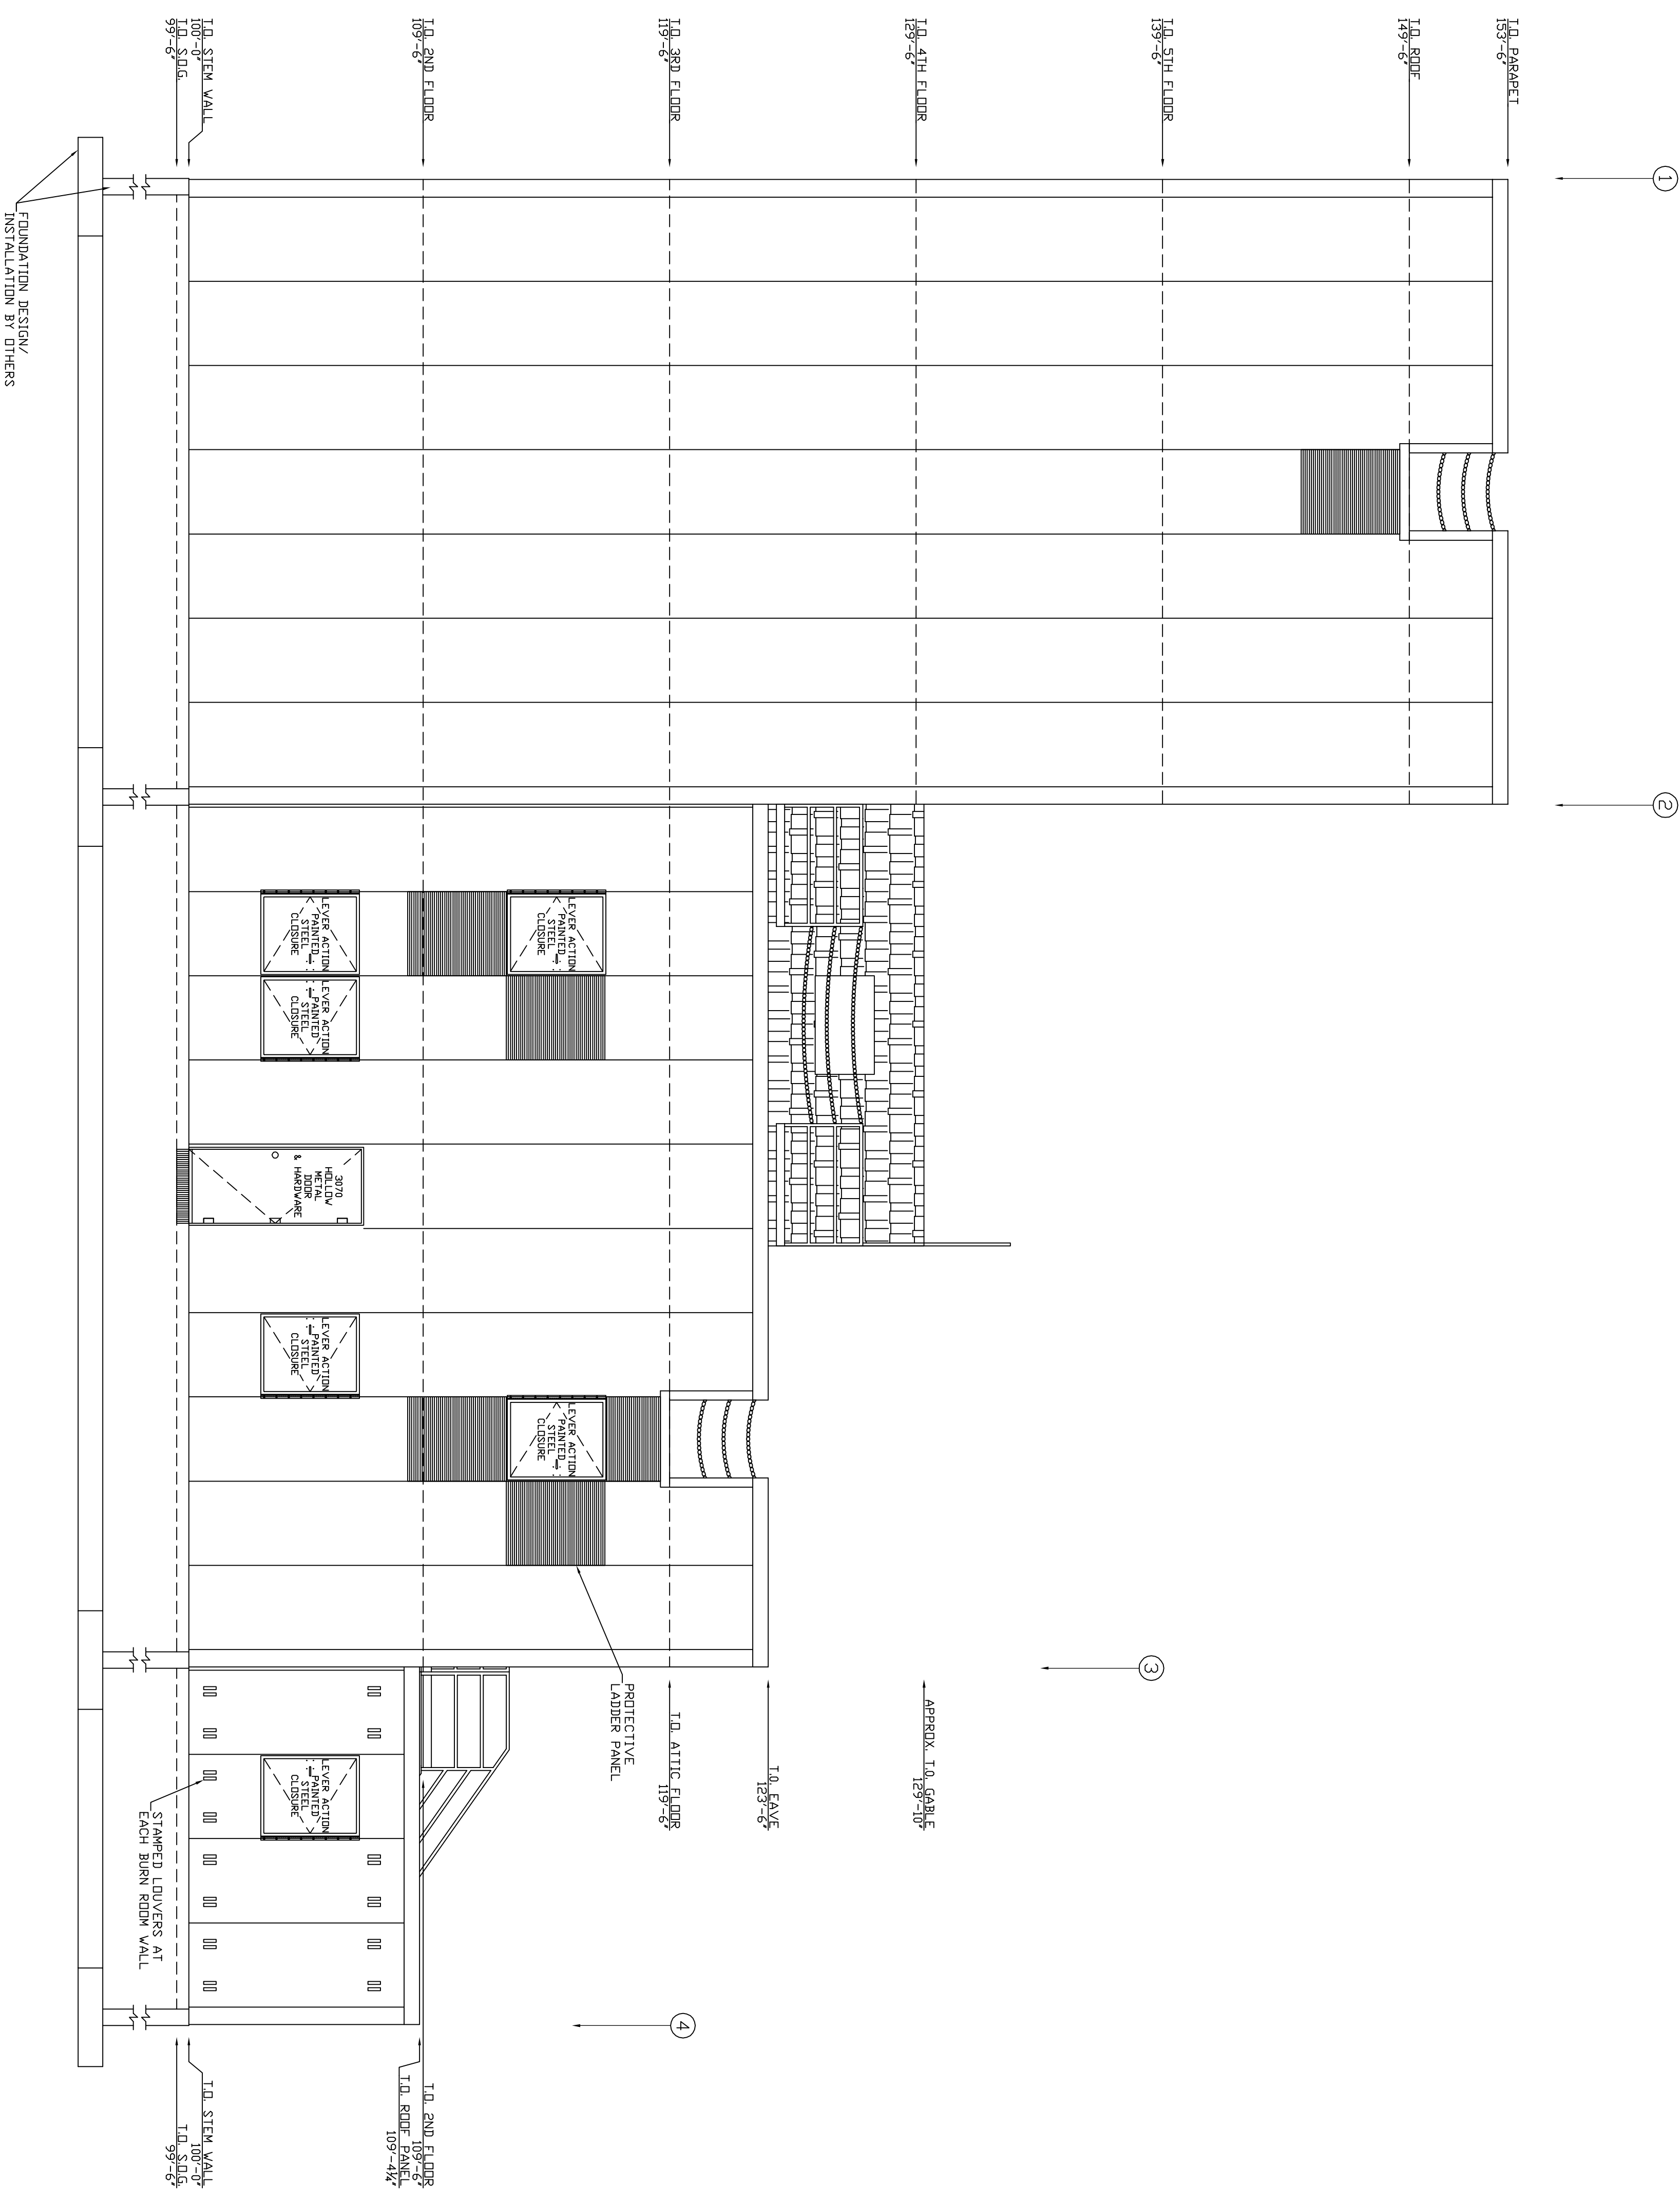 1
2
3
4
T.O. PARAPET
153'-6"
T.O. ROOF
149'-6"
T.O. 5TH FLOOR
139'-6"
T.O. 4TH FLOOR
129'-6"
T.O. 3RD FLOOR
119'-6"
T.O. 2ND FLOOR
109'-6"
T.O. STEM WALL
100'-0"
T.O. S.O.G.
99'-6"
FOUNDATION DESIGN/
INSTALLATION BY OTHERS
LEVER ACTION
PAINTED
STEEL
CLOSURE
LEVER ACTION
PAINTED
STEEL
CLOSURE
LEVER ACTION
PAINTED
STEEL
CLOSURE
LEVER ACTION
PAINTED
STEEL
CLOSURE
3070
HOLLOW
METAL
DOOR
& HARDWARE
LEVER ACTION
PAINTED
STEEL
CLOSURE
LEVER ACTION
PAINTED
STEEL
CLOSURE
APPROX. T.O. GABLE
129'-10"
T.O. EAVE
123'-6"
T.O. ATTIC FLOOR
119'-6"
PROTECTIVE
LADDER PANEL
STAMPED LOUVERS AT
EACH BURN ROOM WALL
T.O. 2ND FLOOR
109'-6"
T.O. ROOF PANEL
109'-4¼"
T.O. STEM WALL
100'-0"
T.O. S.O.G.
99'-6"